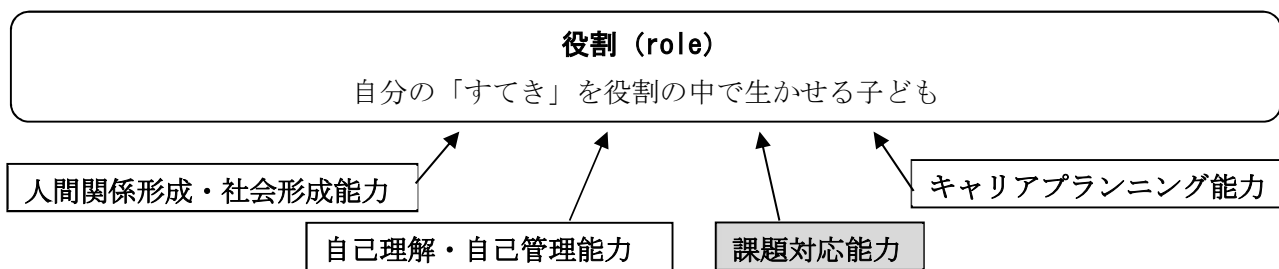 役割（role）
自分の「すてき」を役割の中で生かせる子ども
人間関係形成・社会形成能力
キャリアプランニング能力
自己理解・自己管理能力
課題対応能力